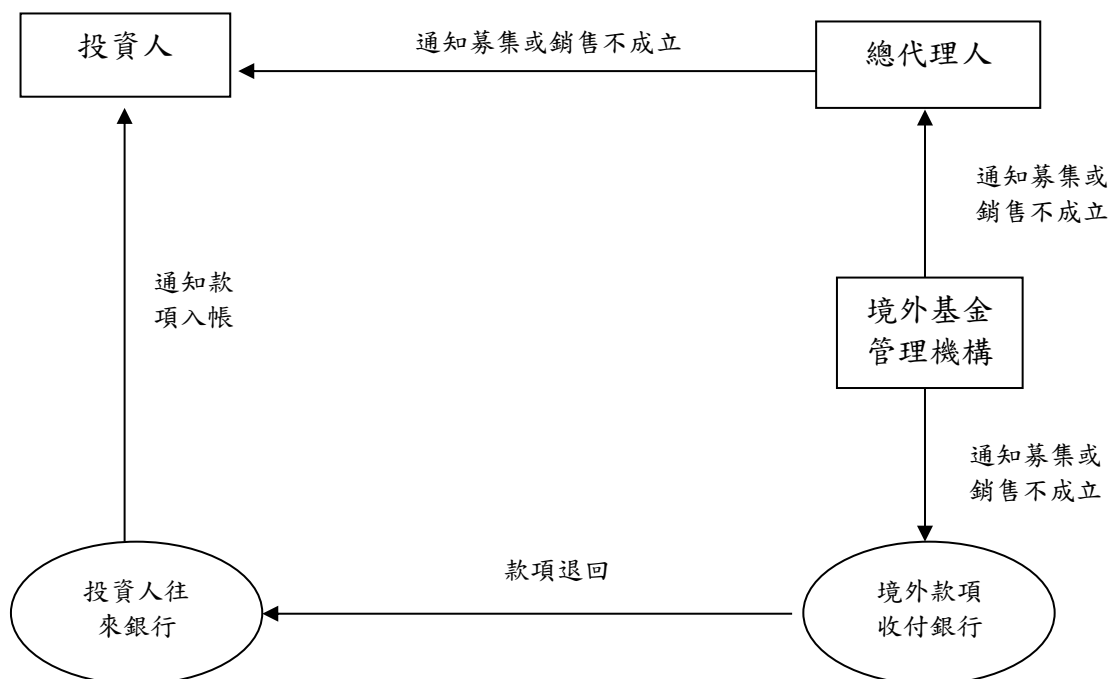 投資人
通知募集或銷售不成立
總代理人
通知募集或
銷售不成立
通知款
項入帳
境外基金
管理機構
通知募集或
銷售不成立
款項退回
投資人往
來銀行
境外款項
收付銀行